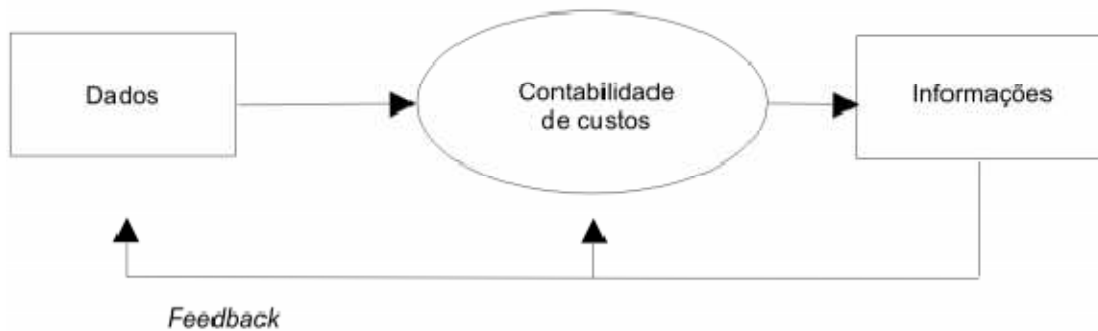 Dados
Contabilidade
de custos
Informações
Feedback